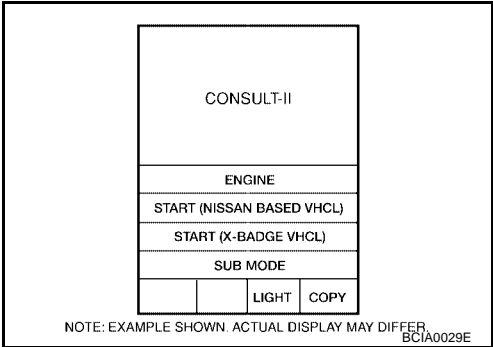 CONSULT-II
ENGINE
START (NISSAN BASED VHCL)
START (X-BADGE VHCL)
SUB MODE
LIGHT COPY
NOTE: EXAMPLE SHOWN. ACTUAL DISPLAY MAY DIFFER.
BCIA0029E